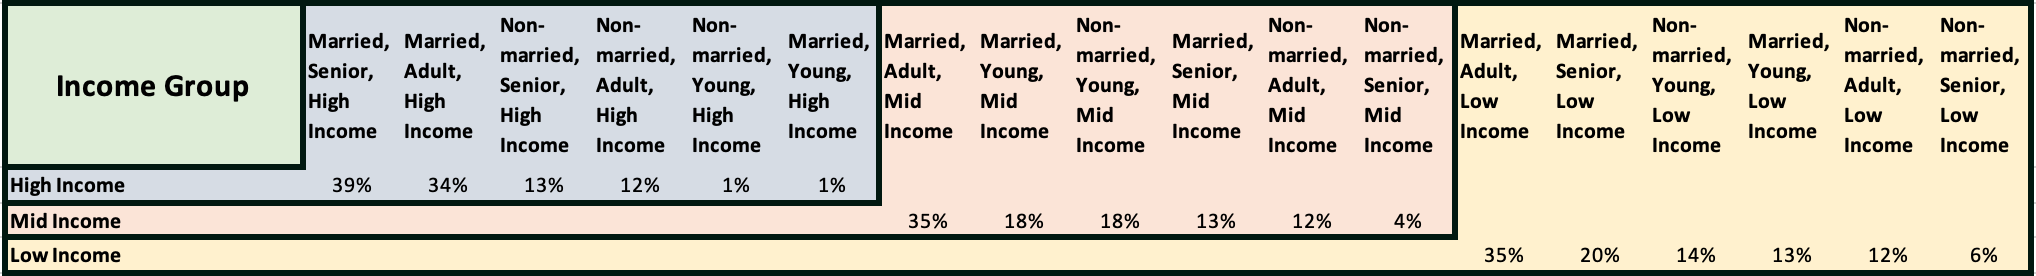 Income Group
Married, Senior, High Income
Married, Adult, High Income
Non-married, Senior, High Income
Non-married, Adult, High Income
Non-married, Young, High Income
Married, Young, High Income
Married, Adult, Mid Income
Married, Young, Mid Income
Non-married, Young, Mid Income
Married, Senior, Mid Income
Non-married, Adult, Mid Income
Non-married, Senior, Mid Income
Married, Adult, Low Income
Married, Senior, Low Income
Non-married, Young, Low Income
Married, Young, Low Income
Non-married, Adult, Low Income
Non-married, Senior, Low Income
High Income 39% 34% 13% 12% 1% 1%
Mid Income 35% 18% 18% 13% 12% 4%
Low Income 35% 20% 14% 13% 12% 6%